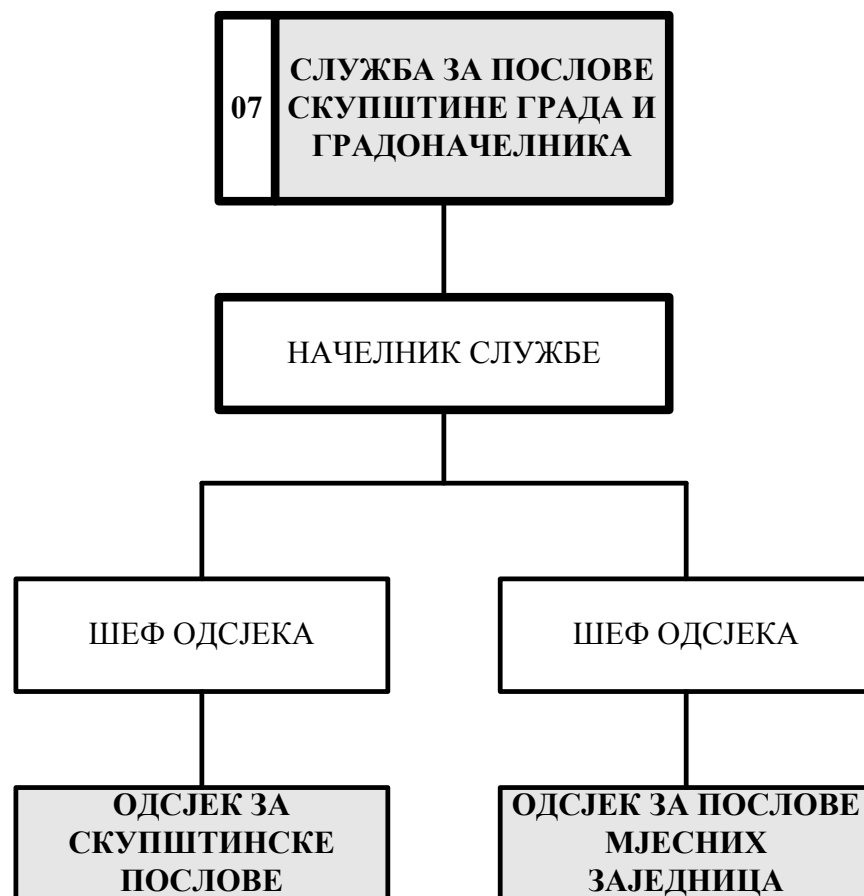 07
СЛУЖБА ЗА ПОСЛОВЕ
СКУПШТИНЕ ГРАДА И
ГРАДОНАЧЕЛНИКА
НАЧЕЛНИК СЛУЖБЕ
ШЕФ ОДСЈЕКА
ШЕФ ОДСЈЕКА
ОДСЈЕК ЗА
СКУПШТИНСКЕ
ПОСЛОВЕ
ОДСЈЕК ЗА ПОСЛОВЕ
МЈЕСНИХ
ЗАЈЕДНИЦА